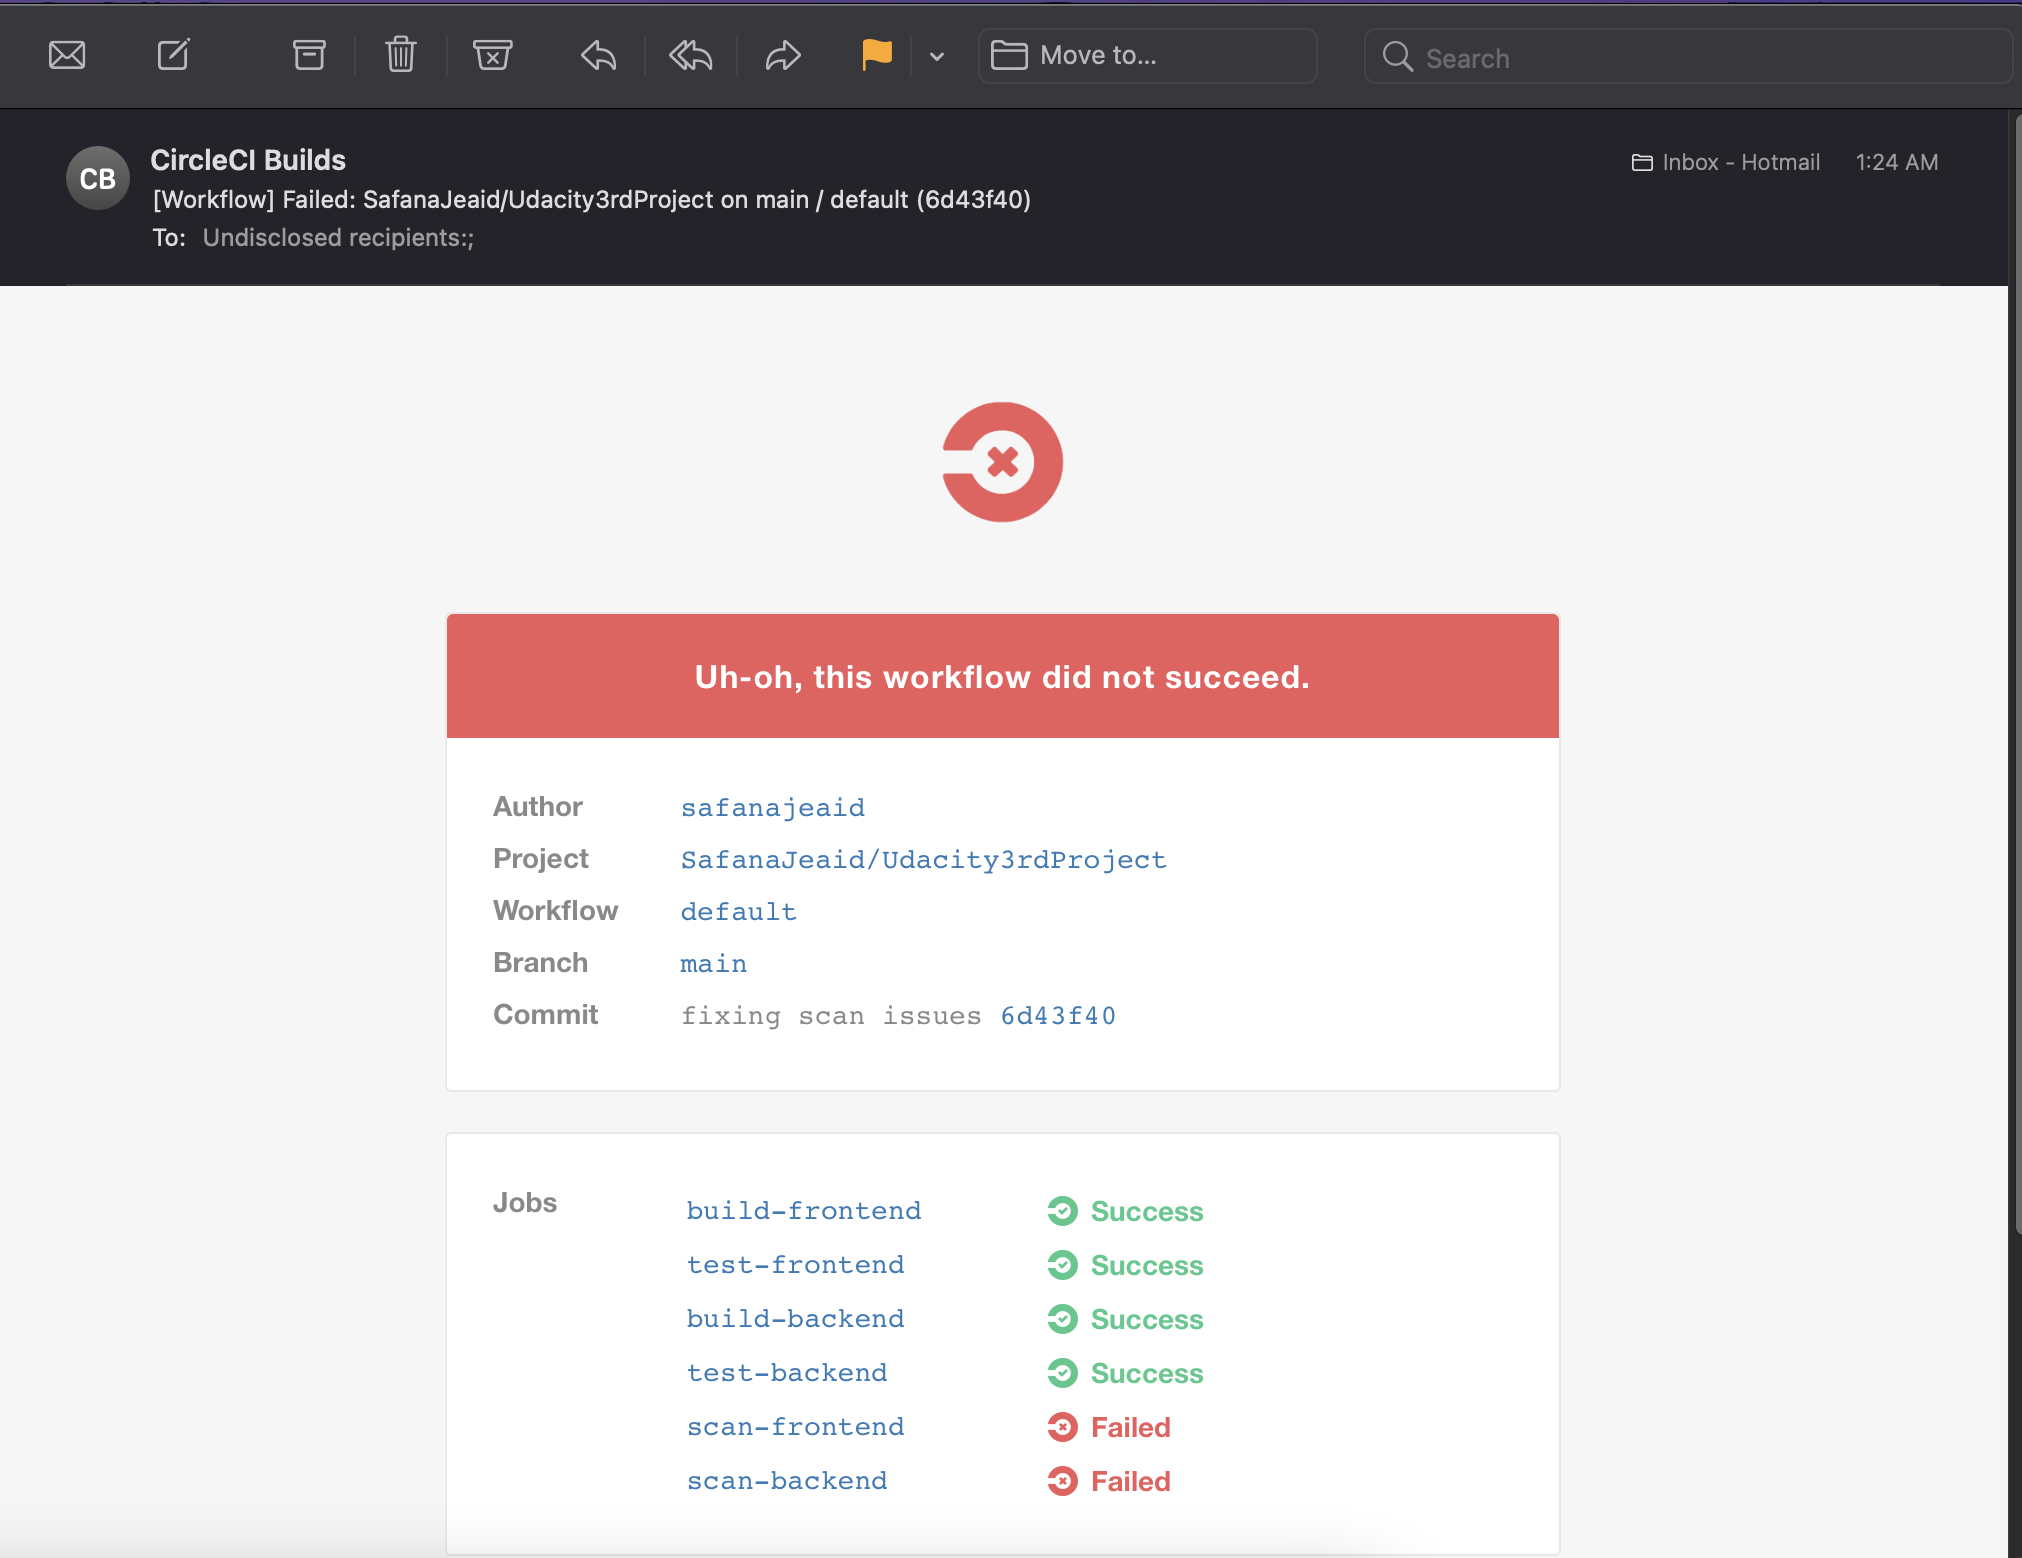 Move to...
Search
CB
CircleCI Builds
Inbox - Hotmail 1:24 AM
[Workflow] Failed: SafanaJeaid/Udacity3rdProject on main / default (6d43f40)
To: Undisclosed recipients:;
Uh-oh, this workflow did not succeed.
Author safanajeaid
Project SafanaJeaid/Udacity3rdProject
Workflow default
Branch main
Commit fixing scan issues 6d43f40
Jobs build-frontend Success
test-frontend Success
build-backend Success
test-backend Success
scan-frontend Failed
scan-backend Failed